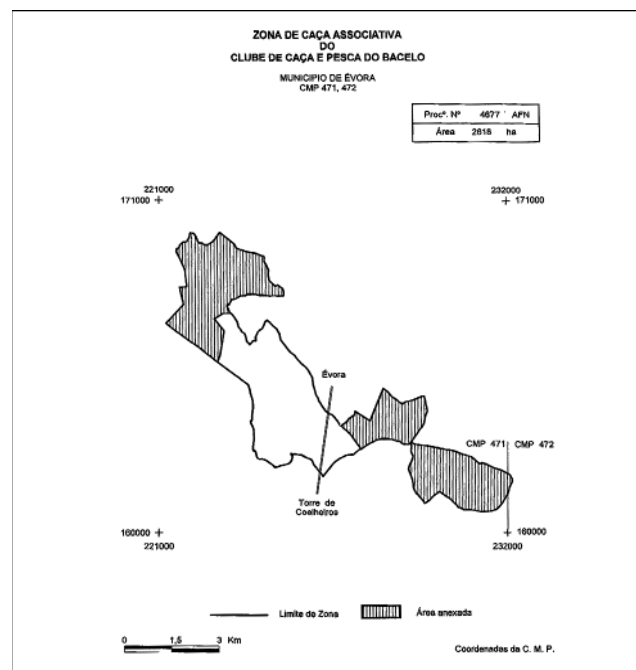 ZONA DE CAÇA ASSOCIATIVA
DO
CLUBE DE CAÇA E PESCA DO BACELO
MUNICIPIO DE ÉVORA
CMP 471, 472
Procº. Nº 4677 AFN
Área 2618 ha
221000
171000
232000
171000
Évora
CMP 471
CMP 472
Torre de
Coelheiros
160000
221000
160000
232000
Limite da Zona
Área anexada
0 1,5 3 Km
Coordenadas da C. M. P.